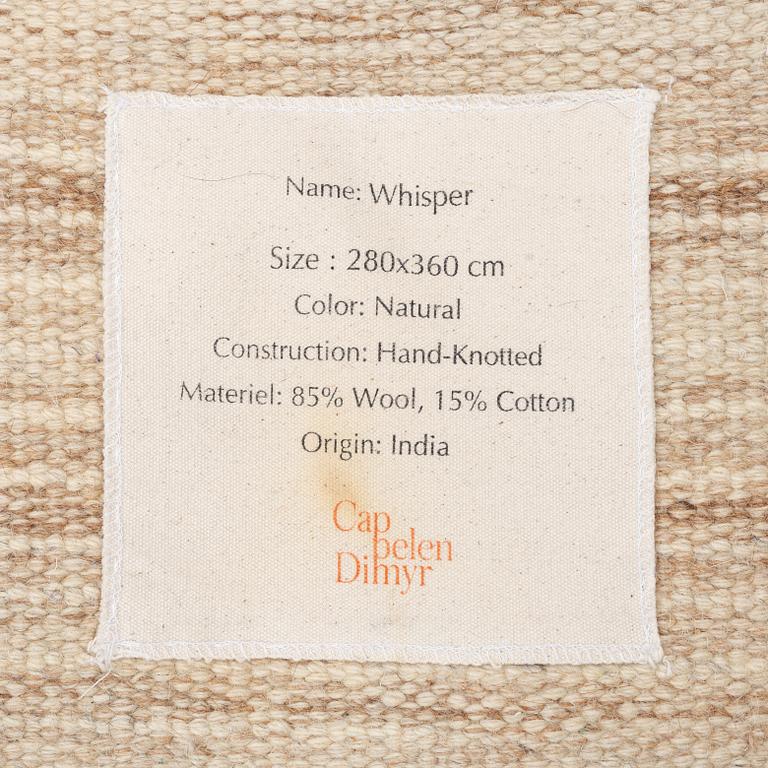 Name: Whisper
Size : 280x360 cm
Color: Natural
Construction: Hand-Knotted
Materiel: 85% Wool, 15% Cotton
Origin: India
Cap
pelen
Dimyr